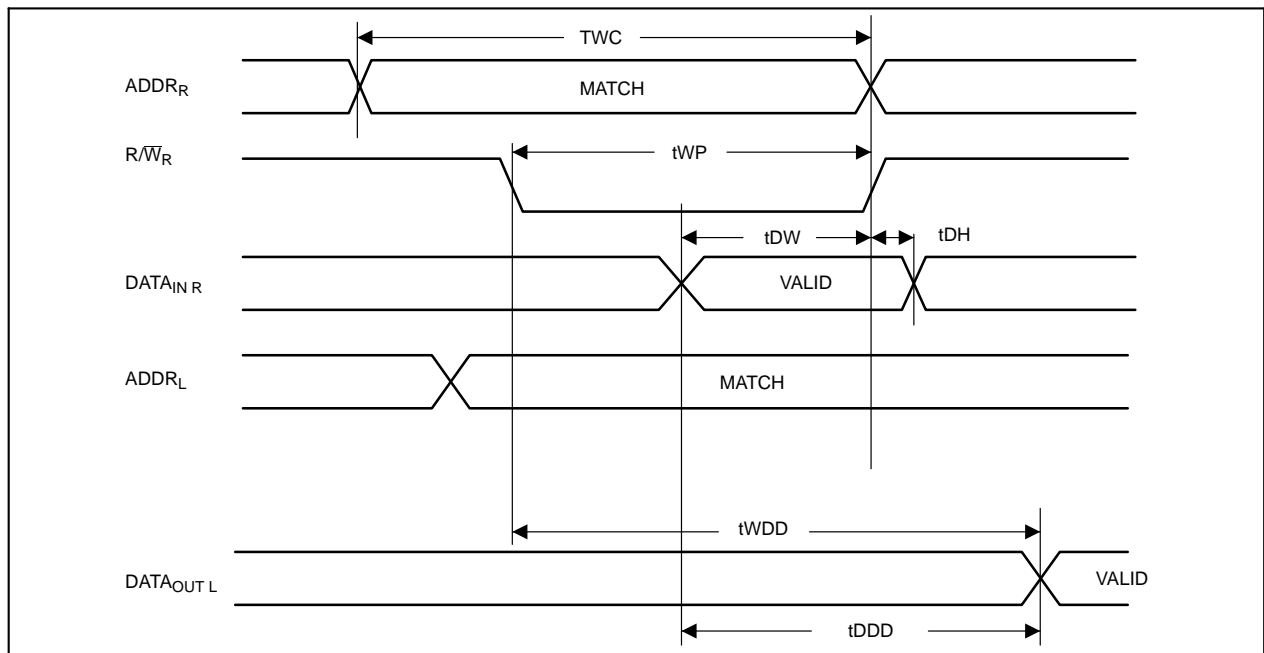 TWC
ADDR_R
MATCH
R/W̅_R
tWP
tDW
tDH
DATA_IN R
VALID
ADDR_L
MATCH
tWDD
DATA_OUT L
VALID
tDDD